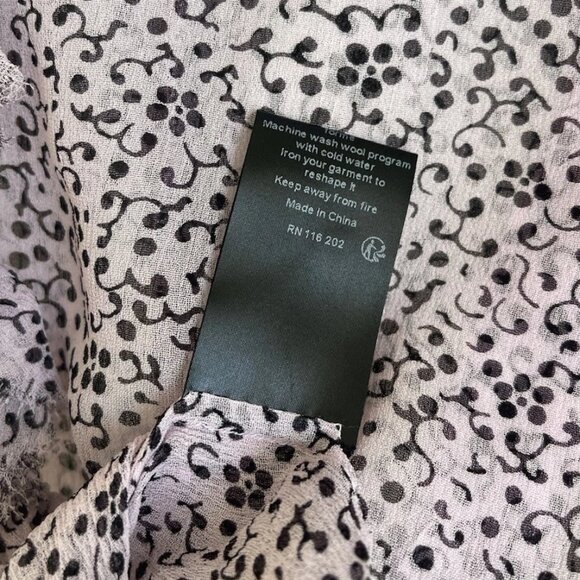 Machine wash wool program
with cold water
Iron your garment to
reshape it
Keep away from fire
Made in China
RN 116 202